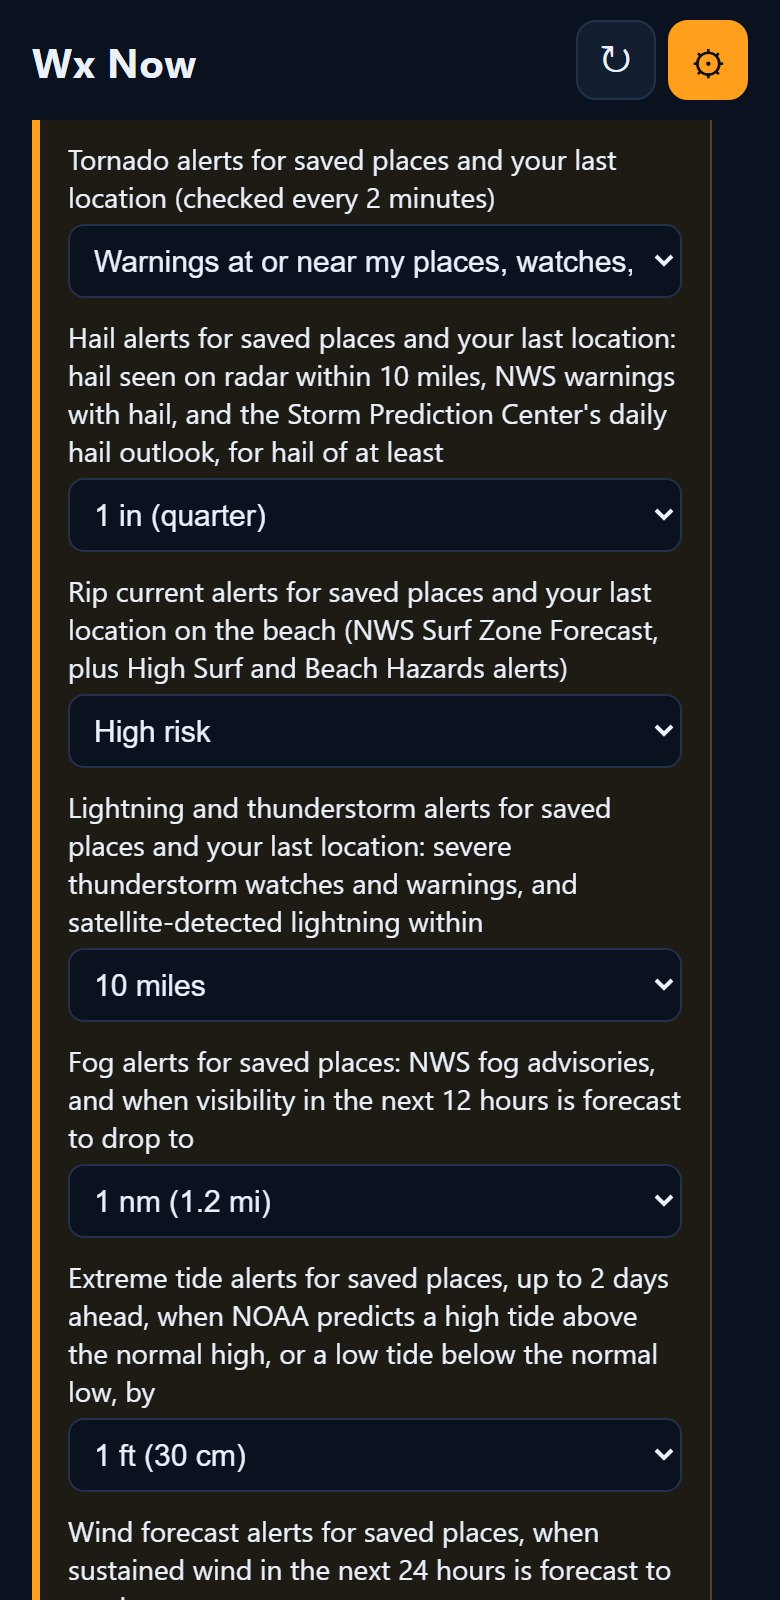 Wx Now
Tornado alerts for saved places and your last
location (checked every 2 minutes)
Warnings at or near my places, watches,
Hail alerts for saved places and your last location:
hail seen on radar within 10 miles, NWS warnings
with hail, and the Storm Prediction Center's daily
hail outlook, for hail of at least
1 in (quarter)
Rip current alerts for saved places and your last
location on the beach (NWS Surf Zone Forecast,
plus High Surf and Beach Hazards alerts)
High risk
Lightning and thunderstorm alerts for saved
places and your last location: severe
thunderstorm watches and warnings, and
satellite-detected lightning within
10 miles
Fog alerts for saved places: NWS fog advisories,
and when visibility in the next 12 hours is forecast
to drop to
1 nm (1.2 mi)
Extreme tide alerts for saved places, up to 2 days
ahead, when NOAA predicts a high tide above
the normal high, or a low tide below the normal
low, by
1 ft (30 cm)
Wind forecast alerts for saved places, when
sustained wind in the next 24 hours is forecast to